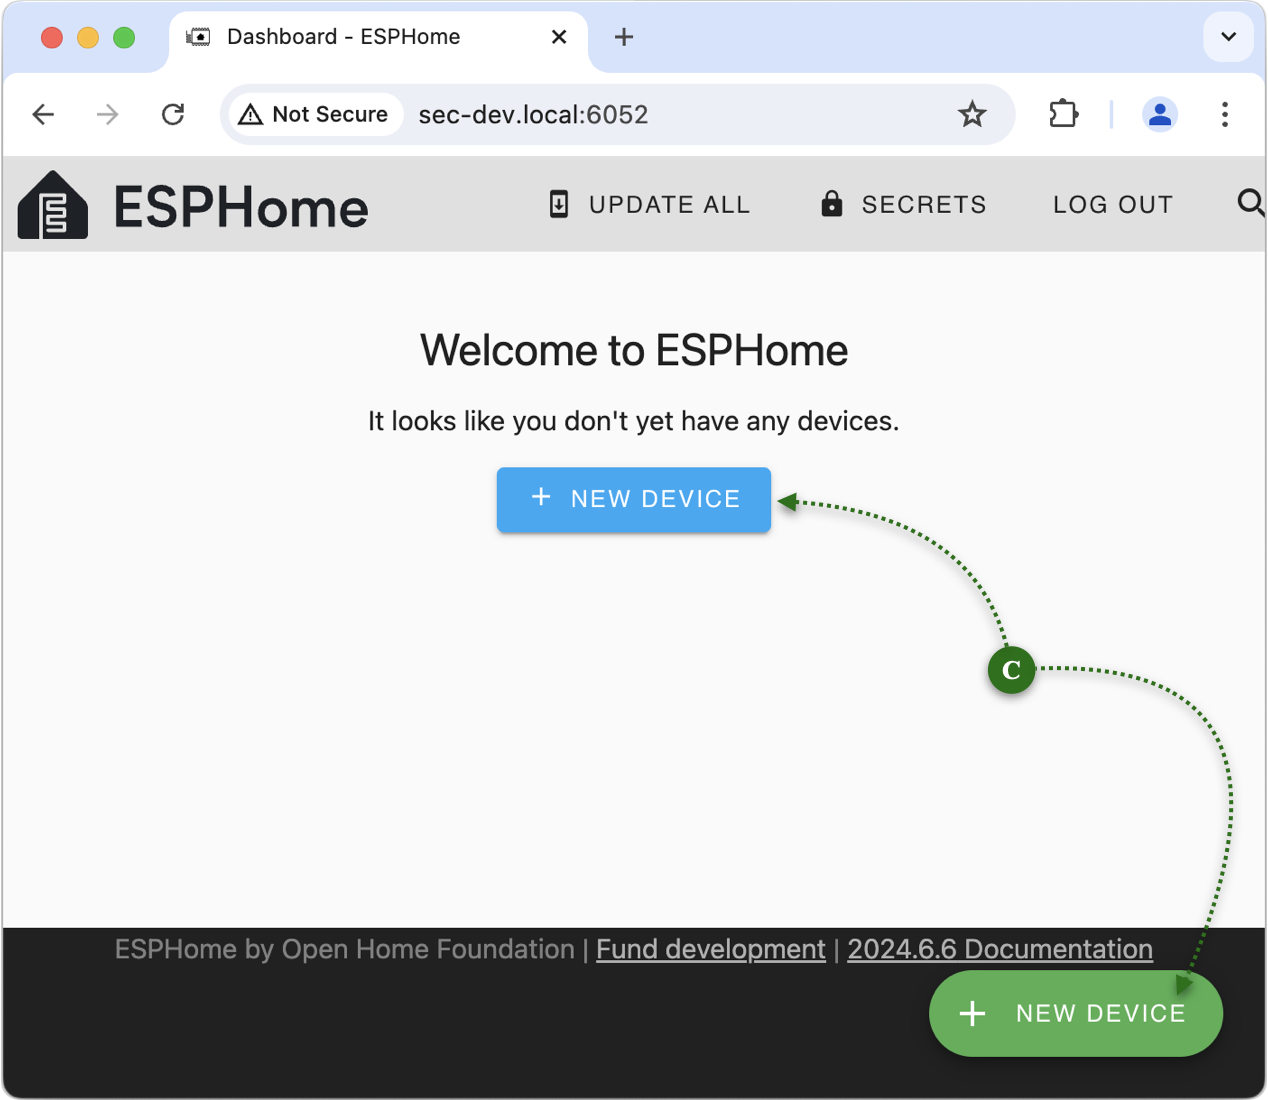 Dashboard - ESPHome
Not Secure sec-dev.local:6052
ESPHome UPDATE ALL SECRETS LOG OUT
Welcome to ESPHome
It looks like you don't yet have any devices.
+ NEW DEVICE
C
ESPHome by Open Home Foundation | Fund development | 2024.6.6 Documentation
+ NEW DEVICE